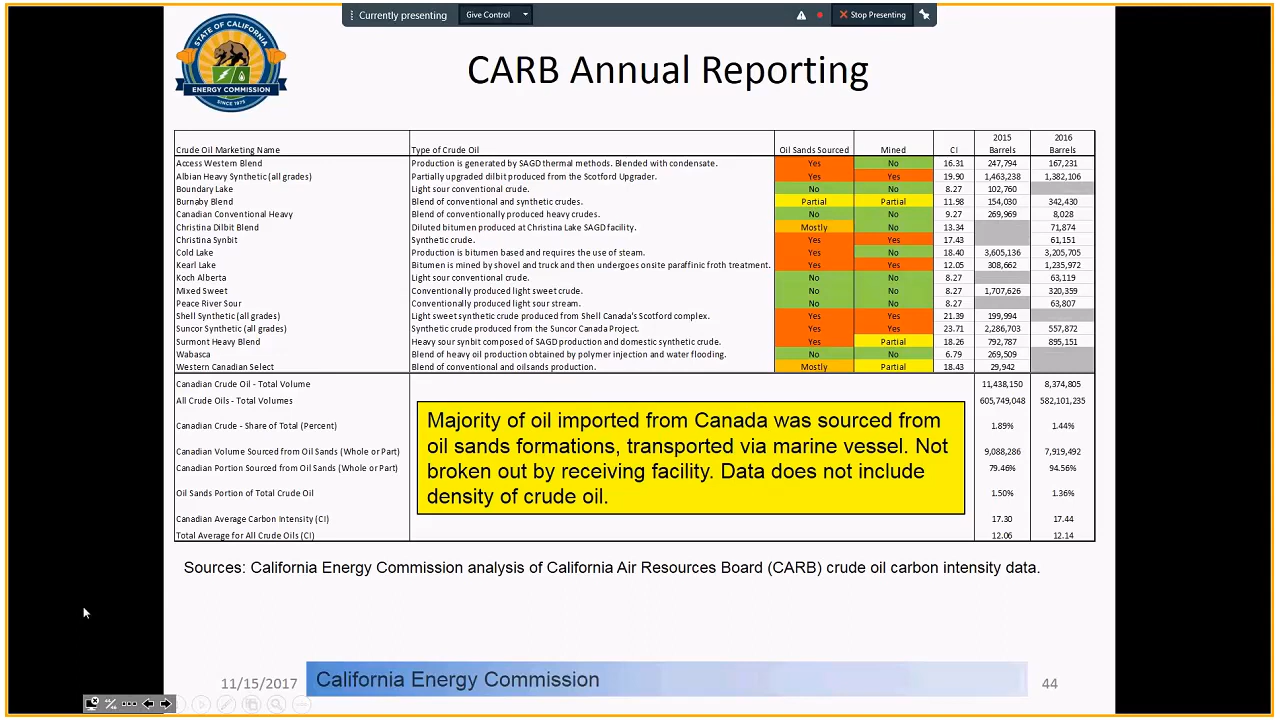 Currently presenting Give Control Stop Presenting
STATE OF CALIFORNIA
ENERGY COMMISSION
SINCE 1975
CARB Annual Reporting
Crude Oil Marketing Name Type of Crude Oil Oil Sands Sourced Mined CI 2015 Barrels 2016 Barrels
Access Western Blend Production is generated by SAGD thermal methods. Blended with condensate. Yes No 16.31 247,794 167,231
Albian Heavy Synthetic (all grades) Partially upgraded dilbit produced from the Scotford Upgrader. Yes Yes 19.90 1,463,238 1,382,106
Boundary Lake Light sour conventional crude. No No 8.27 102,760
Burnaby Blend Blend of conventional and synthetic crudes. Partial Partial 11.98 154,030 342,430
Canadian Conventional Heavy Blend of conventionally produced heavy crudes. No No 9.27 269,969 8,028
Christina Dilbit Blend Diluted bitumen produced at Christina Lake SAGD facility. Mostly No 13.34 71,874
Christina Synbit Synthetic crude. Yes Yes 17.43 61,151
Cold Lake Production is bitumen based and requires the use of steam. Yes No 18.40 3,605,136 3,205,705
Kearl Lake Bitumen is mined by shovel and truck and then undergoes onsite paraffinic froth treatment. Yes Yes 12.05 308,662 1,235,972
Koch Alberta Light sour conventional crude. No No 8.27 63,119
Mixed Sweet Conventionally produced light sweet crude. No No 8.27 1,707,626 320,359
Peace River Sour Conventionally produced light sour stream. No No 8.27 63,807
Shell Synthetic (all grades) Light sweet synthetic crude produced from Shell Canada's Scotford complex. Yes Yes 21.39 199,994
Suncor Synthetic (all grades) Synthetic crude produced from the Suncor Canada Project. Yes Yes 23.71 2,286,703 557,872
Surmont Heavy Blend Heavy sour synbit composed of SAGD production and domestic synthetic crude. Yes Partial 18.26 792,787 895,151
Wabasca Blend of heavy oil production obtained by polymer injection and water flooding. No No 6.79 269,509
Western Canadian Select Blend of conventional and oilsands production. Mostly Partial 18.43 29,942
Canadian Crude Oil - Total Volume 11,438,150 8,374,805
All Crude Oils - Total Volumes 605,749,048 582,101,235
Canadian Crude - Share of Total (Percent) 1.89% 1.44%
Canadian Volume Sourced from Oil Sands (Whole or Part) 9,088,286 7,919,492
Canadian Portion Sourced from Oil Sands (Whole or Part) 79.46% 94.56%
Oil Sands Portion of Total Crude Oil 1.50% 1.36%
Canadian Average Carbon Intensity (CI) 17.30 17.44
Total Average for All Crude Oils (CI) 12.06 12.14
Majority of oil imported from Canada was sourced from
oil sands formations, transported via marine vessel. Not
broken out by receiving facility. Data does not include
density of crude oil.
Sources: California Energy Commission analysis of California Air Resources Board (CARB) crude oil carbon intensity data.
11/15/2017 California Energy Commission 44